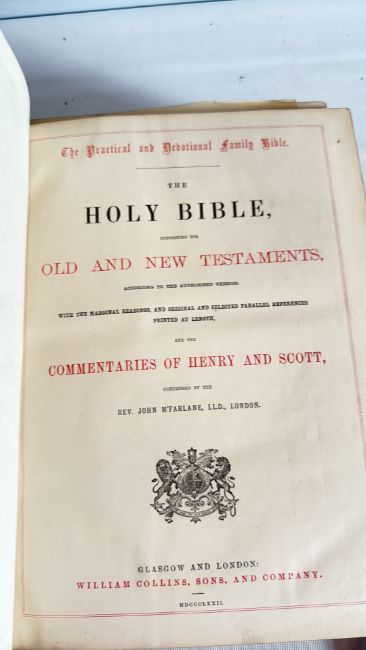 The Practical and Devotional Family Bible.
THE
HOLY BIBLE,
CONTAINING THE
OLD AND NEW TESTAMENTS,
ACCORDING TO THE AUTHORISED VERSION
WITH THE MARGINAL READINGS, AND ORIGINAL AND SELECTED PARALLEL REFERENCES
PRINTED AT LENGTH,
AND THE
COMMENTARIES OF HENRY AND SCOTT,
CONDENSED BY THE
REV. JOHN M'FARLANE, LL.D., LONDON.
GLASGOW AND LONDON:
WILLIAM COLLINS, SONS, AND COMPANY.
MDCCCLXXII.